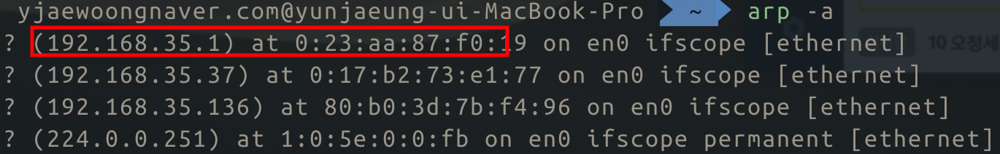 yjaewoongnaver.com@yunjaeung-ui-MacBook-Pro ~ arp -a
? (192.168.35.1) at 0:23:aa:87:f0:19 on en0 ifscope [ethernet]
? (192.168.35.37) at 0:17:b2:73:e1:77 on en0 ifscope [ethernet]
? (192.168.35.136) at 80:b0:3d:7b:f4:96 on en0 ifscope [ethernet]
? (224.0.0.251) at 1:0:5e:0:0:fb on en0 ifscope permanent [ethernet]
10 오정세